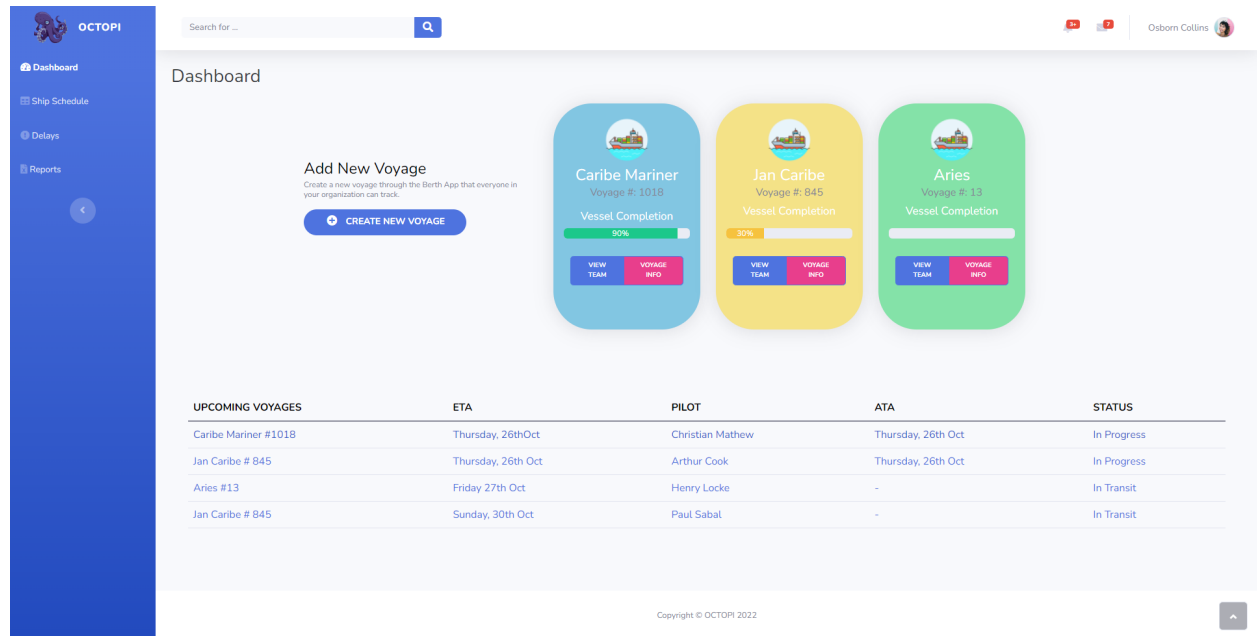 OCTOPI
Search for ...
3+
7
Osborn Collins
Dashboard
Ship Schedule
Delays
Reports
Dashboard
Add New Voyage
Create a new voyage through the Berth App that everyone in
your organization can track.
CREATE NEW VOYAGE
Caribe Mariner
Voyage #: 1018
Vessel Completion
90%
VIEW TEAM
VOYAGE INFO
Jan Caribe
Voyage #: 845
Vessel Completion
30%
VIEW TEAM
VOYAGE INFO
Aries
Voyage #: 13
Vessel Completion
VIEW TEAM
VOYAGE INFO
UPCOMING VOYAGES ETA PILOT ATA STATUS
Caribe Mariner #1018 Thursday, 26thOct Christian Mathew Thursday, 26th Oct In Progress
Jan Caribe # 845 Thursday, 26th Oct Arthur Cook Thursday, 26th Oct In Progress
Aries #13 Friday 27th Oct Henry Locke - In Transit
Jan Caribe # 845 Sunday, 30th Oct Paul Sabal - In Transit
Copyright © OCTOPI 2022